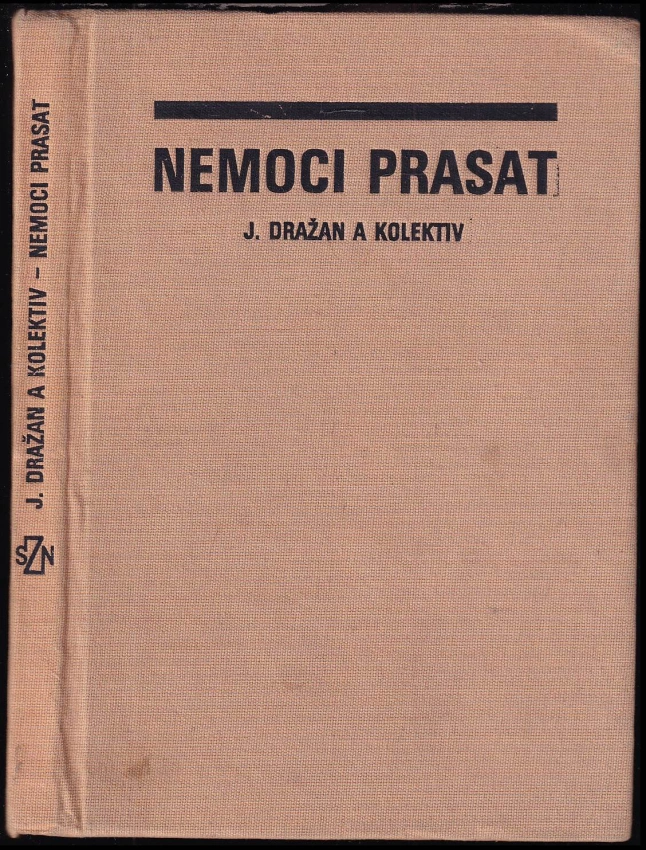 NEMOCI PRASAT
J. DRAŽAN A KOLEKTIV
J. DRAŽAN A KOLEKTIV – NEMOCI PRASAT
SZN